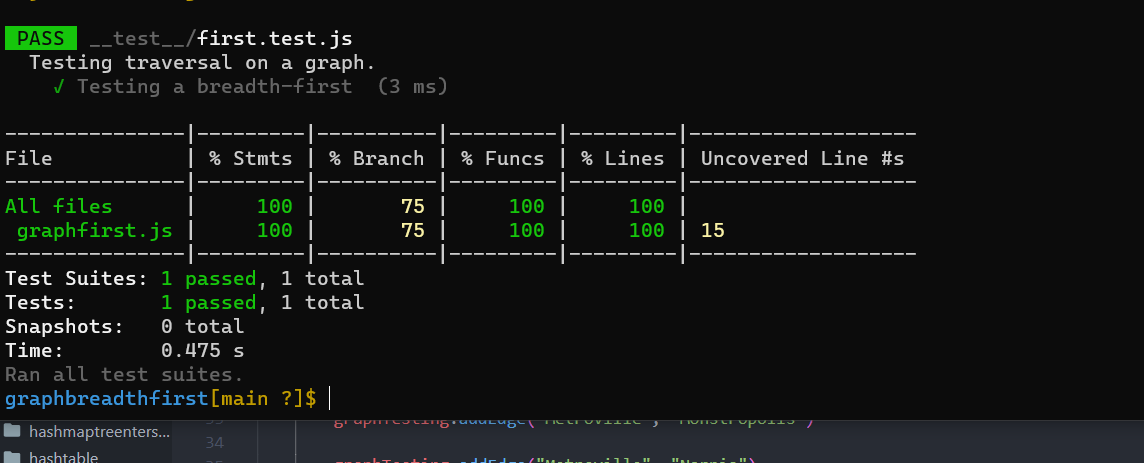 PASS __test__/first.test.js
Testing traversal on a graph.
√ Testing a breadth-first (3 ms)
---------------|---------|----------|---------|---------|-------------------
File | % Stmts | % Branch | % Funcs | % Lines | Uncovered Line #s
---------------|---------|----------|---------|---------|-------------------
All files | 100 | 75 | 100 | 100 |
graphfirst.js | 100 | 75 | 100 | 100 | 15
---------------|---------|----------|---------|---------|-------------------
Test Suites: 1 passed, 1 total
Tests: 1 passed, 1 total
Snapshots: 0 total
Time: 0.475 s
Ran all test suites.
graphbreadthfirst[main ?]$
hashmaptreenters...
34
hashtable